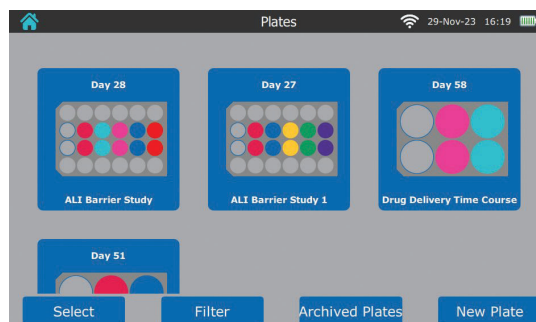 Plates
29-Nov-23 16:19
Day 28
Day 27
Day 58
ALI Barrier Study
ALI Barrier Study 1
Drug Delivery Time Course
Day 51
Select
Filter
Archived Plates
New Plate